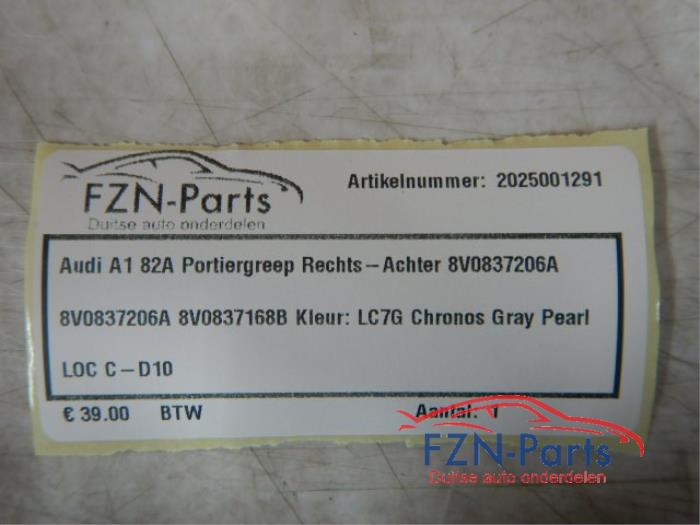 FZN-Parts
Duitse auto onderdelen
Artikelnummer: 2025001291
Audi A1 82A Portiergreep Rechts-Achter 8V0837206A
8V0837206A 8V0837168B Kleur: LC7G Chronos Gray Pearl
LOC C-D10
€ 39.00 BTW Aantal: 1
FZN-Parts
Duitse auto onderdelen